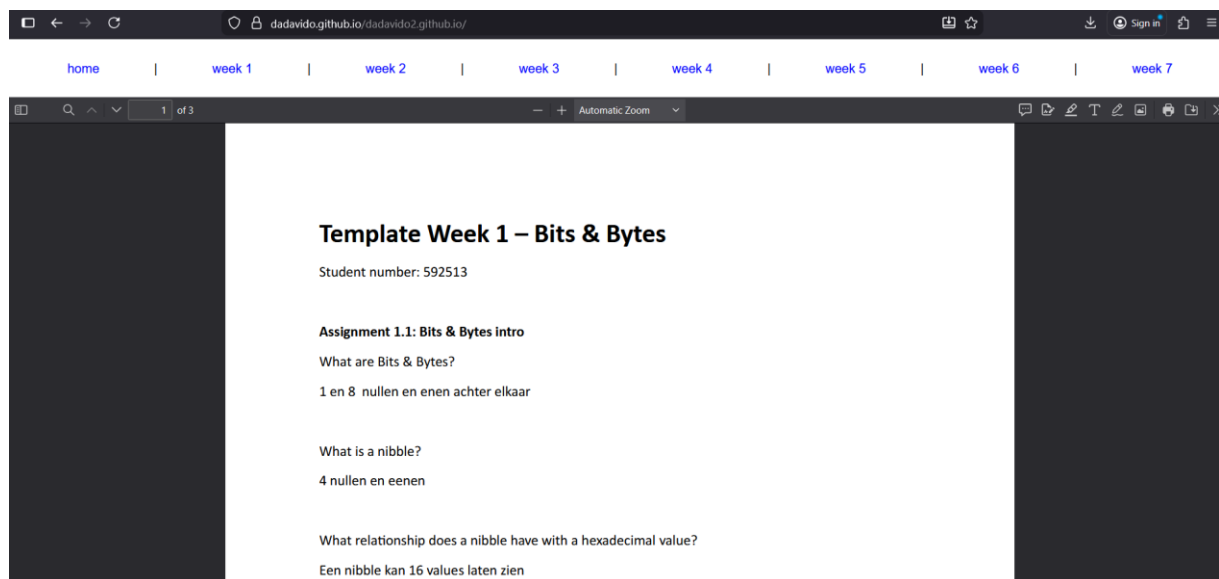 dadavido.github.io/dadavido2.github.io/
Sign in
home | week 1 | week 2 | week 3 | week 4 | week 5 | week 6 | week 7
1 of 3
Automatic Zoom
Template Week 1 – Bits & Bytes
Student number: 592513
Assignment 1.1: Bits & Bytes intro
What are Bits & Bytes?
1 en 8  nullen en enen achter elkaar
What is a nibble?
4 nullen en eenen
What relationship does a nibble have with a hexadecimal value?
Een nibble kan 16 values laten zien